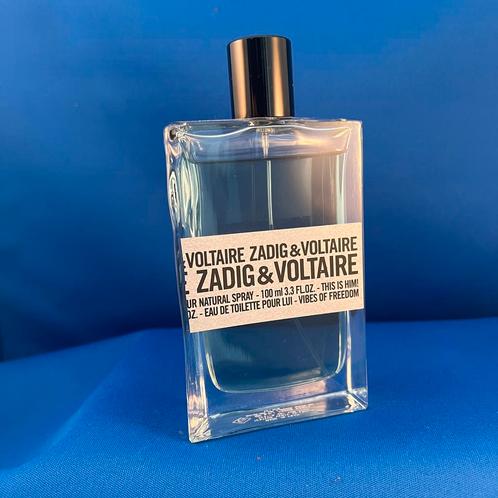 &VOLTAIRE ZADIG&VOLTAIRE
E ZADIG&VOLTAIRE
UR NATURAL SPRAY - 100 ml 3.3 FL.OZ. - THIS IS HIM!
OZ. - EAU DE TOILETTE POUR LUI - VIBES OF FREEDOM